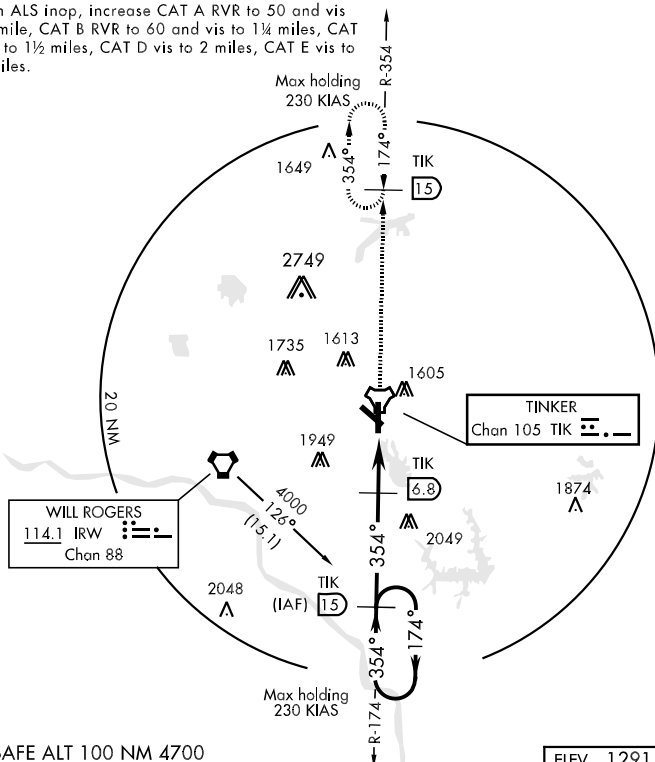 ALS inop, increase CAT A RVR to 50 and vis
mile, CAT B RVR to 60 and vis to 1¼ miles, CAT
to 1½ miles, CAT D vis to 2 miles, CAT E vis to
Max holding
230 KIAS
R-354
354°
174°
TIK
15
1649
2749
1735
1613
1605
20 NM
TINKER
Chan 105 TIK
1949
TIK
6.8
1874
4000
126°
(15.1)
WILL ROGERS
114.1 IRW
Chan 88
354°
2049
2048
TIK
(IAF) 15
354°
174°
Max holding
230 KIAS
R-174
SAFE ALT 100 NM 4700
ELEV 1291